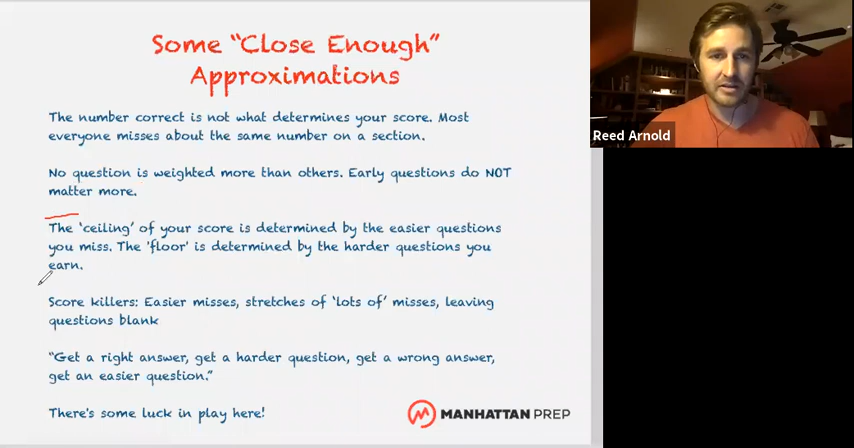 Some “Close Enough”
Approximations
The number correct is not what determines your score. Most
everyone misses about the same number on a section.
No question is weighted more than others. Early questions do NOT
matter more.
The ‘ceiling’ of your score is determined by the easier questions
you miss. The 'floor' is determined by the harder questions you
earn.
Score killers: Easier misses, stretches of ‘lots of’ misses, leaving
questions blank
“Get a right answer, get a harder question, get a wrong answer,
get an easier question.”
There's some luck in play here!
MANHATTAN PREP
Reed Arnold